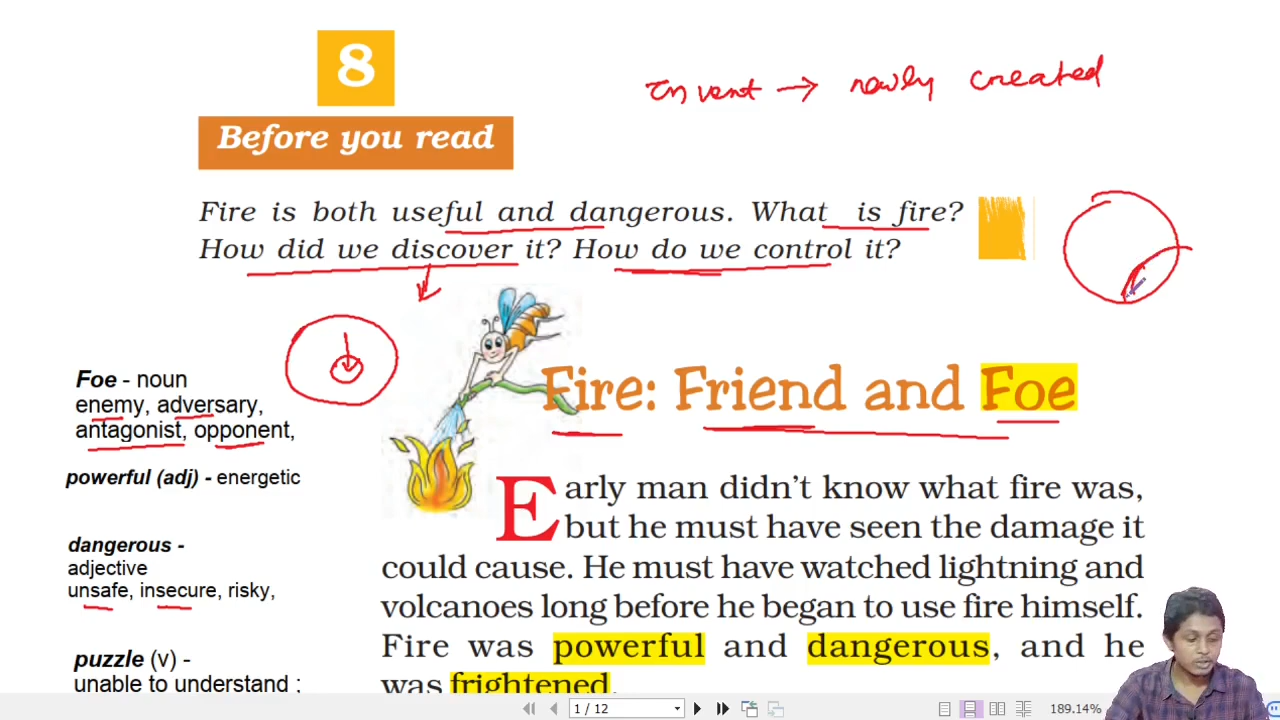 8
Invent → newly created
Before you read
Fire is both useful and dangerous. What is fire?
How did we discover it? How do we control it?
Fire: Friend and Foe
Foe - noun
enemy, adversary,
antagonist, opponent,
powerful (adj) - energetic
dangerous -
adjective
unsafe, insecure, risky,
puzzle (v) -
unable to understand ;
Early man didn't know what fire was,
but he must have seen the damage it
could cause. He must have watched lightning and
volcanoes long before he began to use fire himself.
Fire was powerful and dangerous, and he
was frightened.
1 / 12
189.14%